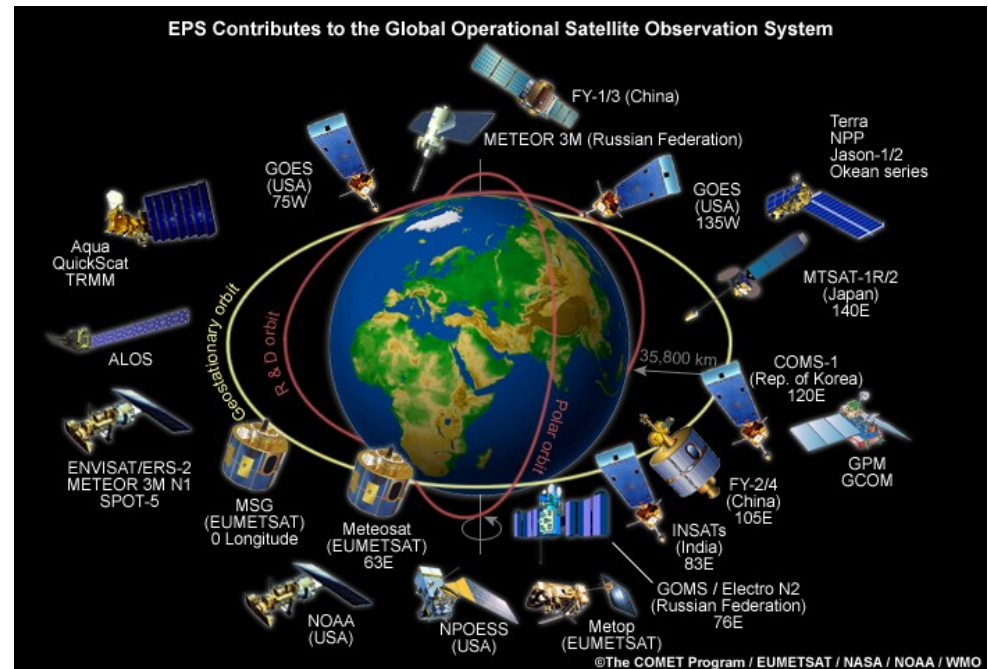 EPS Contributes to the Global Operational Satellite Observation System
FY-1/3 (China)
METEOR 3M (Russian Federation)
GOES
(USA)
75W
GOES
(USA)
135W
Terra
NPP
Jason-1/2
Okean series
Aqua
QuickScat
TRMM
MTSAT-1R/2
(Japan)
140E
ALOS
Geostationary orbit
R & D orbit
Polar orbit
35,800 km
COMS-1
(Rep. of Korea)
120E
ENVISAT/ERS-2
METEOR 3M N1
SPOT-5
MSG
(EUMETSAT)
0 Longitude
Meteosat
(EUMETSAT)
63E
GPM
GCOM
FY-2/4
(China)
105E
INSATs
(India)
83E
GOMS / Electro N2
(Russian Federation)
76E
NOAA
(USA)
NPOESS
(USA)
Metop
(EUMETSAT)
©The COMET Program / EUMETSAT / NASA / NOAA / WMO